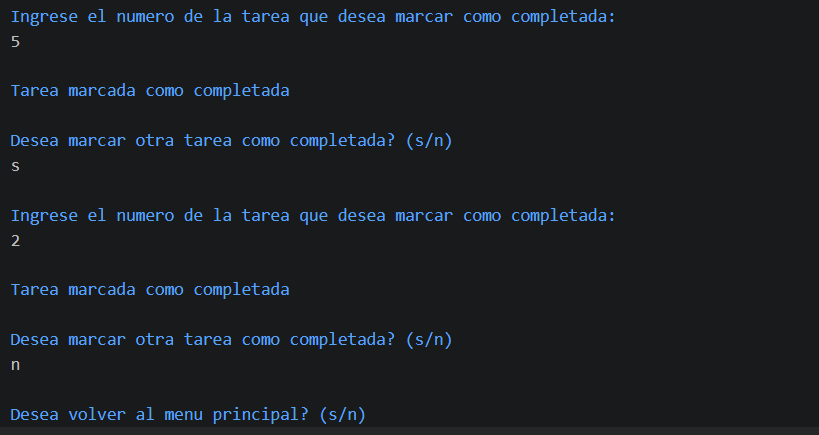 Ingrese el numero de la tarea que desea marcar como completada:
5
Tarea marcada como completada
Desea marcar otra tarea como completada? (s/n)
s
Ingrese el numero de la tarea que desea marcar como completada:
2
Tarea marcada como completada
Desea marcar otra tarea como completada? (s/n)
n
Desea volver al menu principal? (s/n)